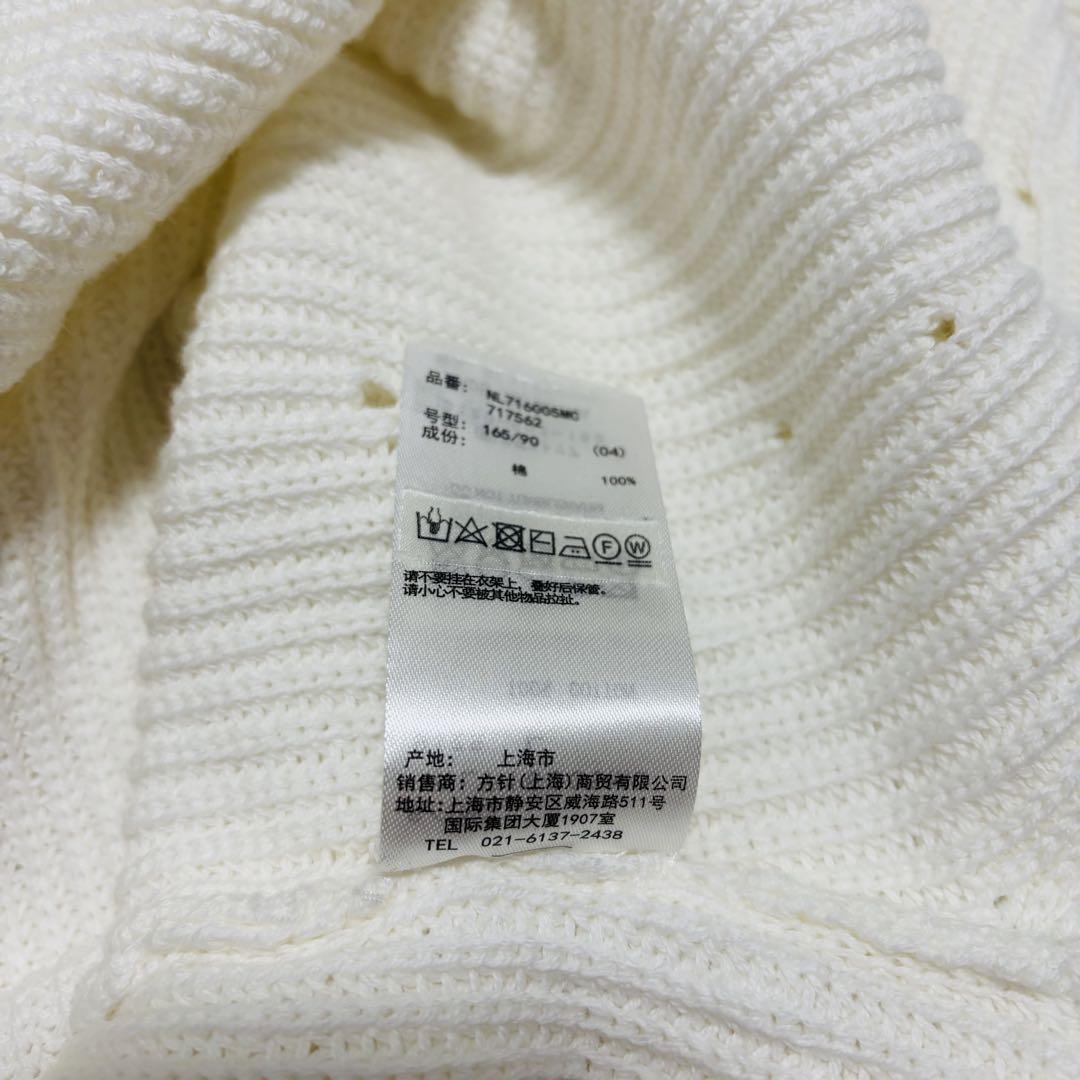 品番: NL71600SMC
717562
号型: 165/90 (04)
成份:
棉 100%
F W
请不要挂在衣架上，叠好后保管。
请小心不要被其他物品拉扯。
产地: 上海市
销售商: 方针(上海)商贸有限公司
地址:上海市静安区威海路511号
国际集团大厦1907室
TEL 021-6137-2438